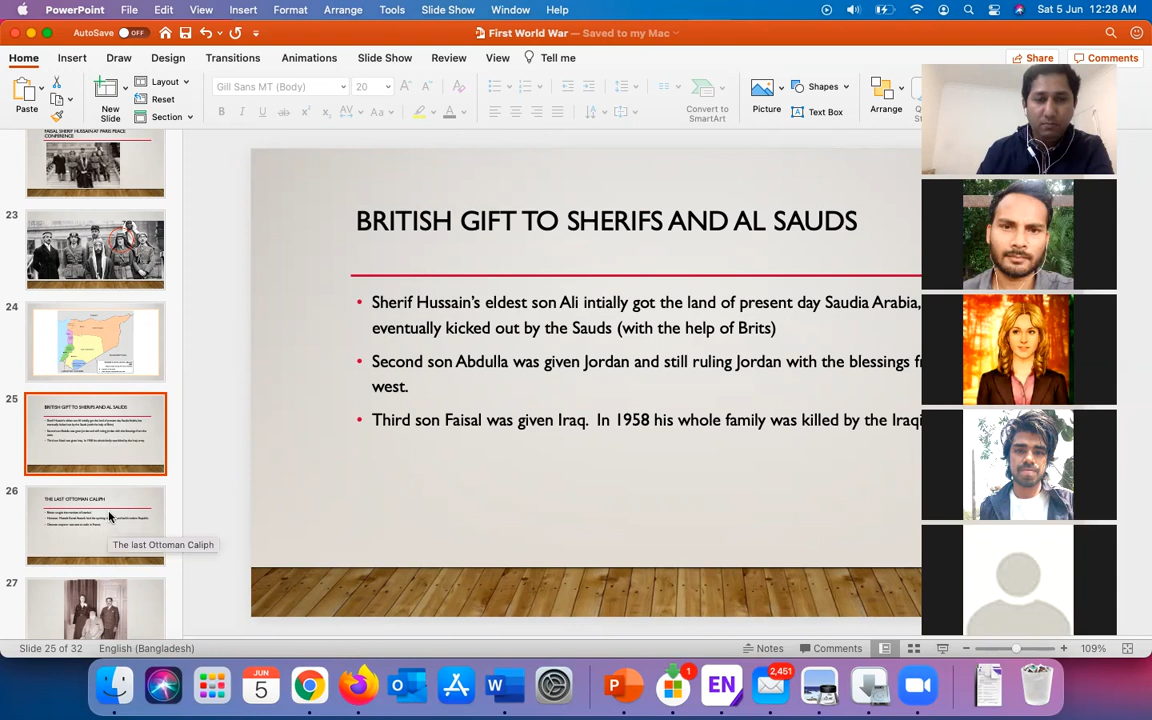 PowerPoint File Edit View Insert Format Arrange Tools Slide Show Window Help Sat 5 Jun 12:28 AM
AutoSave OFF First World War — Saved to my Mac
Home Insert Draw Design Transitions Animations Slide Show Review View Tell me Share Comments
Paste New Slide Layout Reset Section Gill Sans MT (Body) 20 Convert to SmartArt Picture Shapes Text Box Arrange
FAISAL SHERIF HUSSAIN AT PARIS PEACE
CONFERENCE
23
24
25
BRITISH GIFT TO SHERIFS AND AL SAUDS
26
THE LAST OTTOMAN CALIPH
The last Ottoman Caliph
27
BRITISH GIFT TO SHERIFS AND AL SAUDS
• Sherif Hussain's eldest son Ali intially got the land of present day Saudia Arabia,
eventually kicked out by the Sauds (with the help of Brits)
• Second son Abdulla was given Jordan and still ruling Jordan with the blessings
west.
• Third son Faisal was given Iraq. In 1958 his whole family was killed by the Iraqi
Slide 25 of 32 English (Bangladesh) Notes Comments 109%
JUN
5
W
P
1
EN
2,451